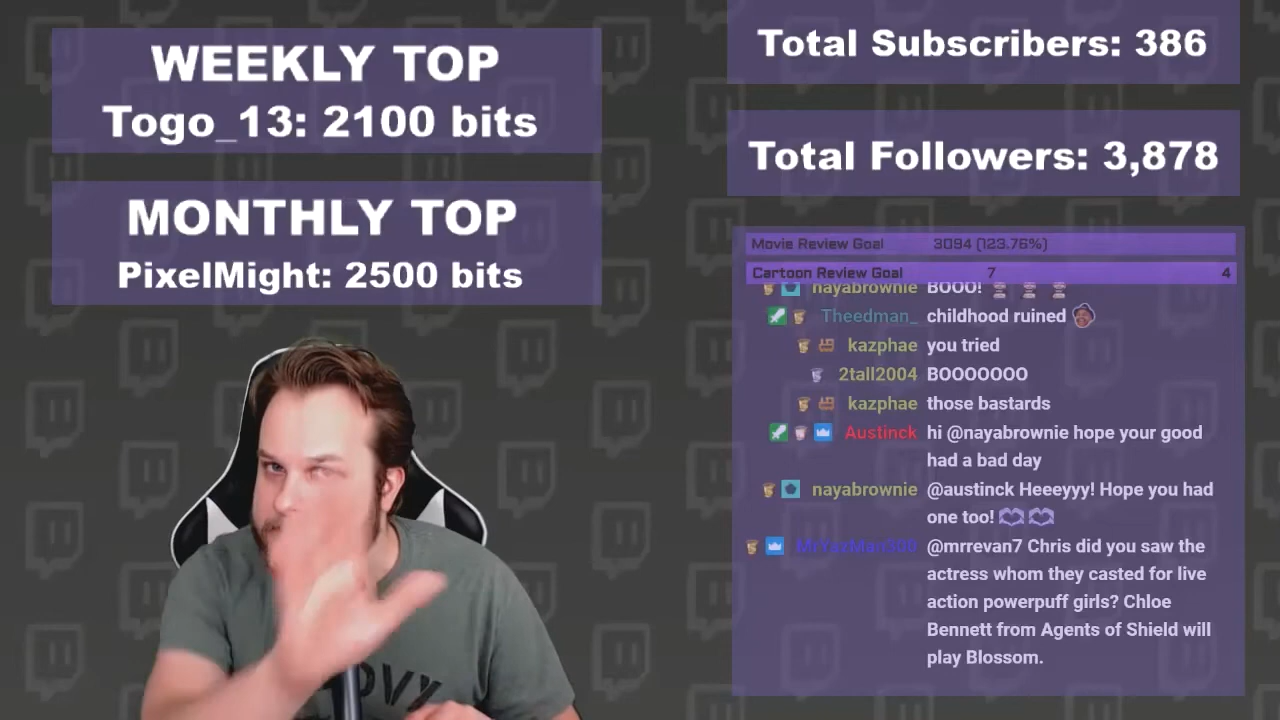 WEEKLY TOP
Togo_13: 2100 bits
MONTHLY TOP
PixelMight: 2500 bits
Total Subscribers: 386
Total Followers: 3,878
Movie Review Goal 3094 (123.76%)
Cartoon Review Goal 7 4
nayabrownie BOOO!
Theedman_ childhood ruined
kazphae you tried
2tall2004 BOOOOOOO
kazphae those bastards
Austinck hi @nayabrownie hope your good
had a bad day
nayabrownie @austinck Heeeyyy! Hope you had
one too!
@mrrevan7 Chris did you saw the
actress whom they casted for live
action powerpuff girls? Chloe
Bennett from Agents of Shield will
play Blossom.